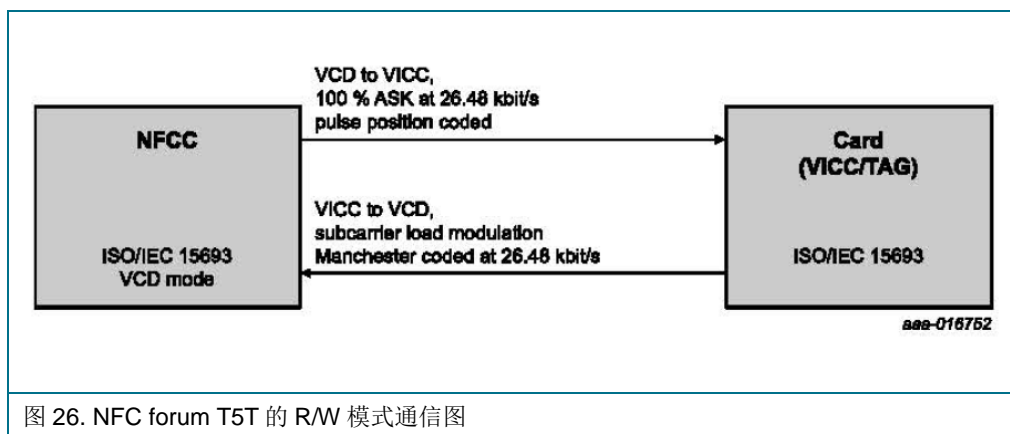 VCD to VICC,
100 % ASK at 26.48 kbit/s
pulse position coded
NFCC
Card
(VICC/TAG)
VICC to VCD,
subcarrier load modulation
Manchester coded at 26.48 kbit/s
ISO/IEC 15693
VCD mode
ISO/IEC 15693
aaa-016752
图 26. NFC forum T5T 的 R/W 模式通信图